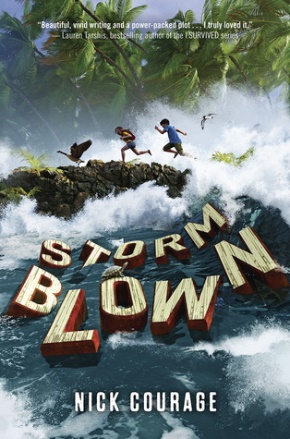 "Beautiful, vivid writing and a power-packed plot . . . I truly loved it."
— Lauren Tarshis, bestselling author of the I SURVIVED series
STORM
BLOWN
NICK COURAGE